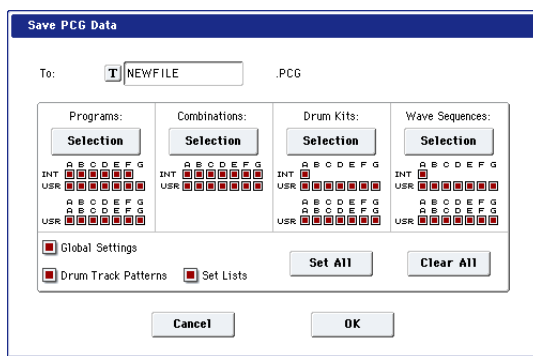 Save PCG Data
To: T NEWFILE .PCG
Programs: Combinations: Drum Kits: Wave Sequences:
Selection Selection Selection Selection
A B C D E F G A B C D E F G A B C D E F G A B C D E F G
INT INT INT INT
USR USR USR USR
A B C D E F G A B C D E F G A B C D E F G
A B C D E F G A B C D E F G A B C D E F G
USR USR USR
Global Settings
Set All Clear All
Drum Track Patterns Set Lists
Cancel OK